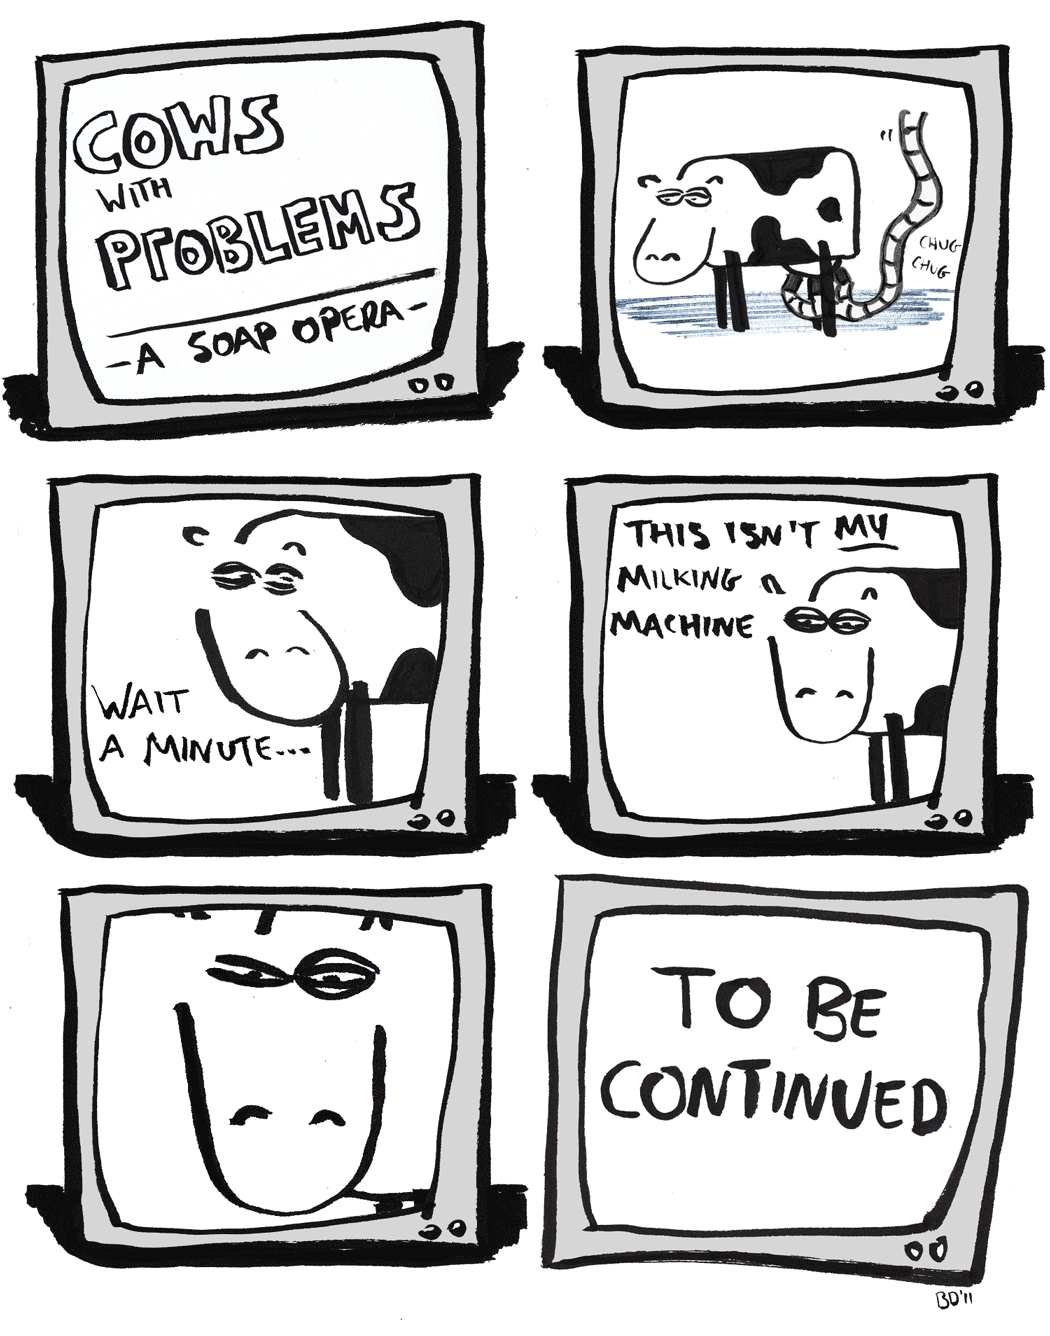 COWS
WITH
PrOBLEMS
-A SOAP OPERA-
CHUG
CHUG
WAIT
A MINUTE...
THIS ISN'T MY
MILKING
MACHINE
TO BE
CONTINUED
BD'11